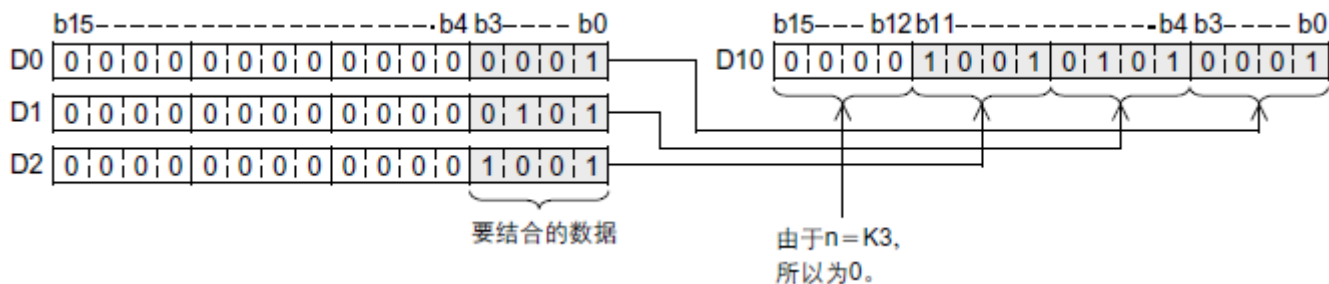 b15----------------------b4 b3-----b0 b15-----b12 b11----------------b4 b3-----b0
D0 0 0 0 0 0 0 0 0 0 0 0 0 0 0 0 1 D10 0 0 0 0 1 0 0 1 0 1 0 1 0 0 0 1
D1 0 0 0 0 0 0 0 0 0 0 0 0 0 1 0 1
D2 0 0 0 0 0 0 0 0 0 0 0 0 1 0 0 1
要结合的数据
由于n=K3,
所以为0。